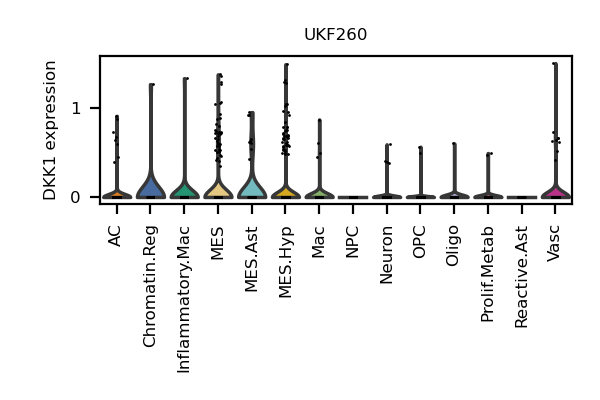 UKF260
DKK1 expression
1
0
AC
Chromatin.Reg
Inflammatory.Mac
MES
MES.Ast
MES.Hyp
Mac
NPC
Neuron
OPC
Oligo
Prolif.Metab
Reactive.Ast
Vasc